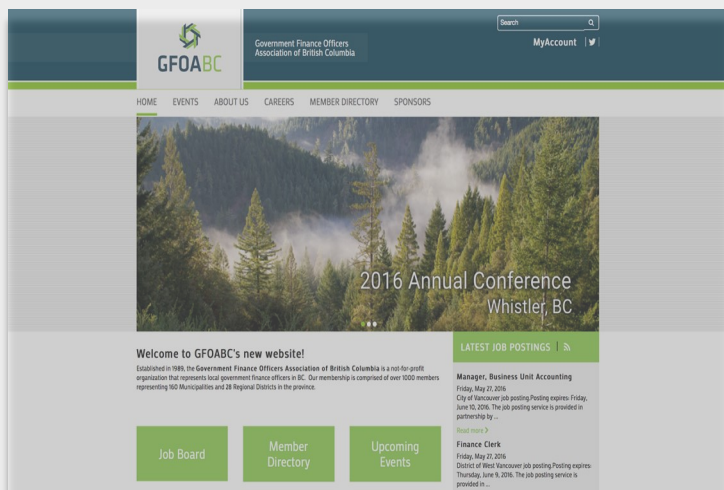 Search
MyAccount
GFOABC
Government Finance Officers
Association of British Columbia
HOME EVENTS ABOUT US CAREERS MEMBER DIRECTORY SPONSORS
2016 Annual Conference
Whistler, BC
Welcome to GFOABC's new website!
Established in 1989, the Government Finance Officers Association of British Columbia is a not-for-profit
organization that represents local government finance officers in BC. Our membership is comprised of over 1000 members
representing 160 Municipalities and 28 Regional Districts in the province.
Job Board
Member
Directory
Upcoming
Events
LATEST JOB POSTINGS
Manager, Business Unit Accounting
Friday, May 27, 2016
City of Vancouver job posting.Posting expires: Friday,
June 10, 2016. The job posting service is provided in
partnership by ...
Read more >
Finance Clerk
Friday, May 27, 2016
District of West Vancouver job posting.Posting expires:
Thursday, June 9, 2016. The job posting service is
provided in ...